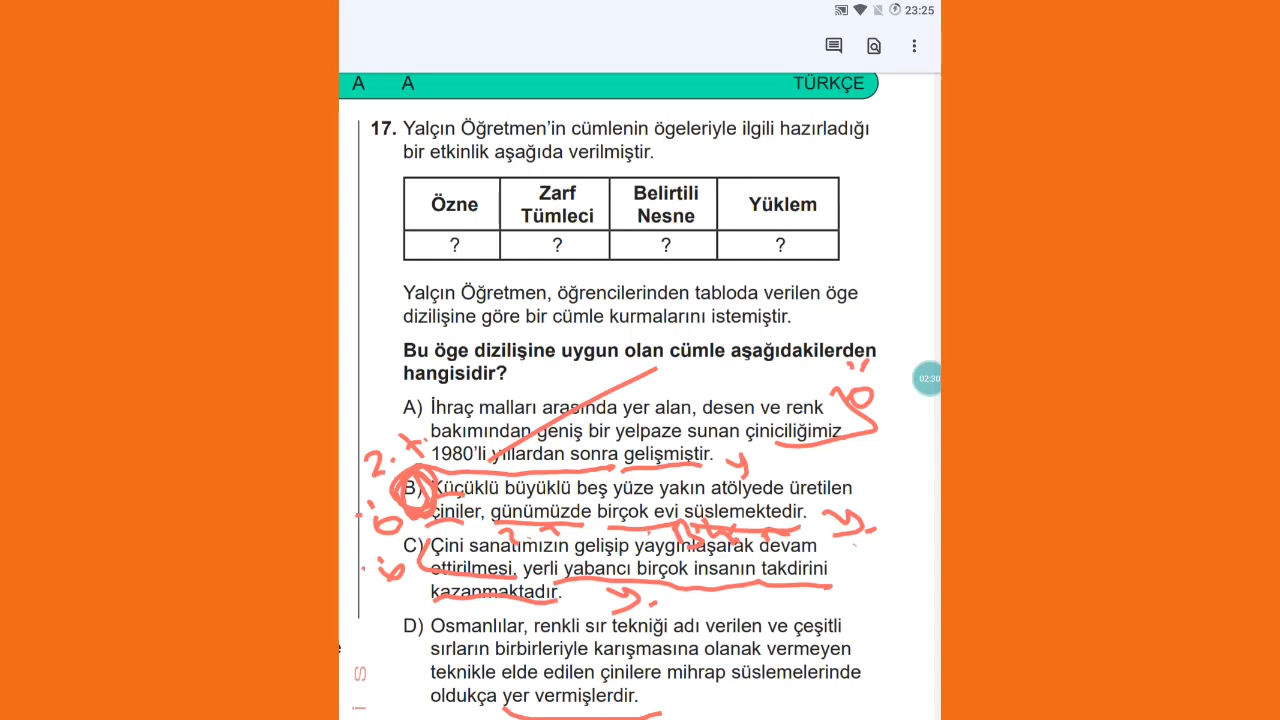 23:25
A A TÜRKÇE
17. Yalçın Öğretmen’in cümlenin ögeleriyle ilgili hazırladığı
bir etkinlik aşağıda verilmiştir.
Özne Zarf Tümleci Belirtili Nesne Yüklem
? ? ? ?
Yalçın Öğretmen, öğrencilerinden tabloda verilen öge
dizilişine göre bir cümle kurmalarını istemiştir.
Bu öge dizilişine uygun olan cümle aşağıdakilerden
hangisidir?
02:30
A) İhraç malları arasında yer alan, desen ve renk
bakımından geniş bir yelpaze sunan çiniciliğimiz
1980’li yıllardan sonra gelişmiştir.
B) Küçüklü büyüklü beş yüze yakın atölyede üretilen
çiniler, günümüzde birçok evi süslemektedir.
C) Çini sanatımızın gelişip yaygınlaşarak devam
ettirilmesi, yerli yabancı birçok insanın takdirini
kazanmaktadır.
D) Osmanlılar, renkli sır tekniği adı verilen ve çeşitli
sırların birbirleriyle karışmasına olanak vermeyen
teknikle elde edilen çinilere mihrap süslemelerinde
oldukça yer vermişlerdir.